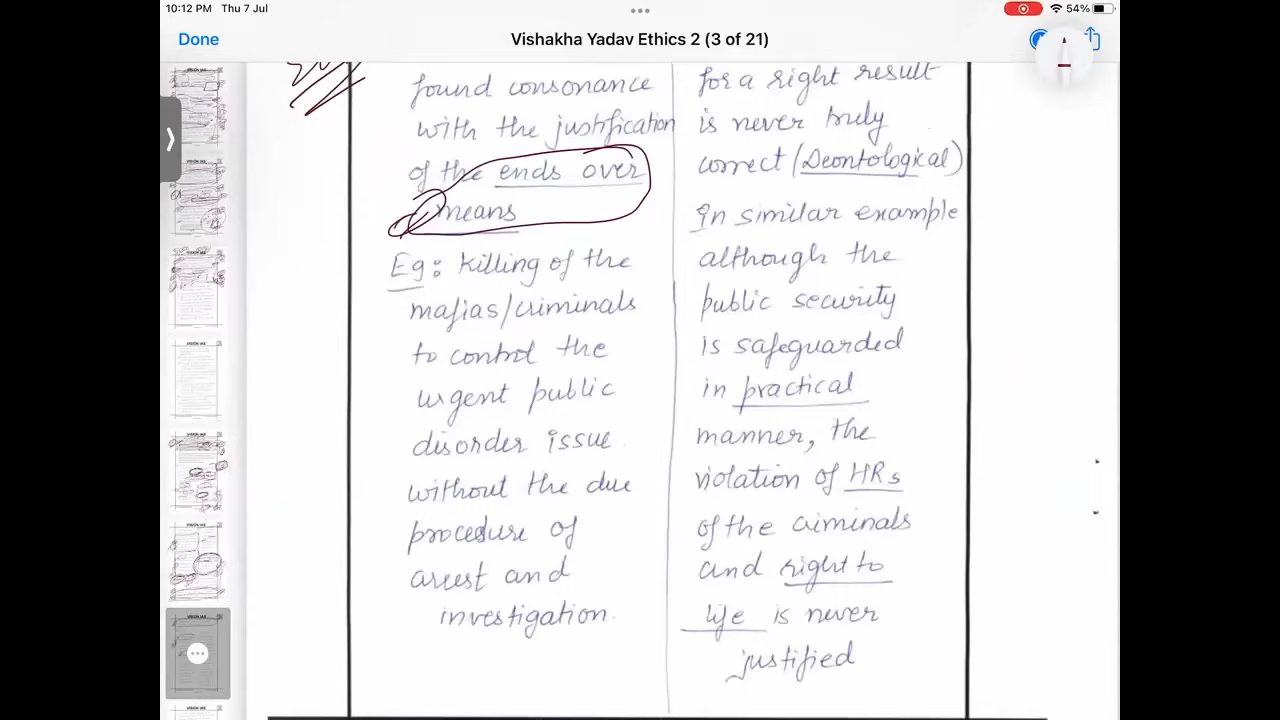 10:12 PM Thu 7 Jul
54%
Done
Vishakha Yadav Ethics 2 (3 of 21)
found consonance
with the justification
of the ends over
means
Eg: Killing of the
mafias/criminals
to control the
urgent public
disorder issue
without the due
procedure of
arrest and
investigation.
for a right result
is never truly
correct (Deontological)
In similar example
although the
public security
is safeguarded
in practical
manner, the
violation of HRs
of the criminals
and right to
life is never
justified